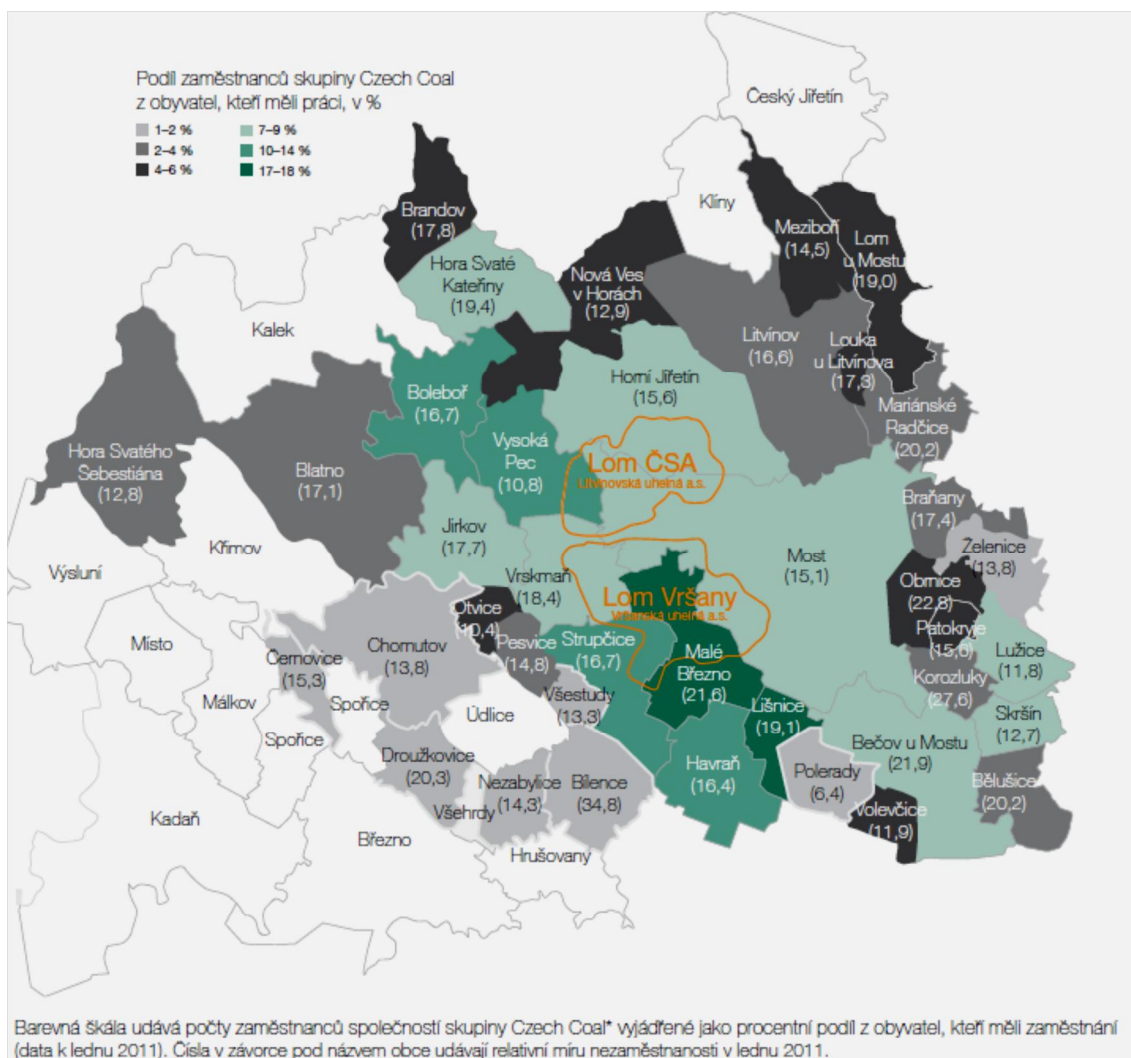 Podíl zaměstnanců skupiny Czech Coal
z obyvatel, kteří měli práci, v %
1–2 %
7–9 %
2–4 %
10–14 %
4–6 %
17–18 %
Český Jiřetín
Klíny
Brandov
(17,8)
Meziboří
(14,5)
Lom
u Mostu
(19,0)
Hora Svaté
Kateřiny
(19,4)
Nová Ves
v Horách
(12,9)
Kalek
Litvínov
(16,6)
Louka
u Litvínova
(17,3)
Boleboř
(16,7)
Horní Jiřetín
(15,6)
Mariánské
Radčice
(20,2)
Hora Svatého
Šebestiána
(12,8)
Blatno
(17,1)
Vysoká
Pec
(10,8)
Lom ČSA
Litvínovská uhelná a.s.
Braňany
(17,4)
Jirkov
(17,7)
Křimov
Výsluní
Most
(15,1)
Želenice
(13,8)
Vrskmaň
(18,4)
Obrnice
(22,8)
Lom Vršany
Vršanská uhelná a.s.
Otvice
(10,4)
Místo
Chomutov
(13,8)
Pesvice
(14,8)
Strupčice
(16,7)
Patokryje
(15,6)
Lužice
(11,8)
Černovice
(15,3)
Malé
Březno
(21,6)
Korozluky
(27,6)
Málkov
Spořice
Všestudy
(13,3)
Údlice
Lišnice
(19,1)
Skršín
(12,7)
Spořice
Droužkovice
(20,3)
Havraň
(16,4)
Bečov u Mostu
(21,9)
Nezabylice
(14,3)
Bílence
(34,8)
Polerady
(6,4)
Bělušice
(20,2)
Všehrdy
Volevčice
(11,9)
Kadaň
Březno
Hrušovany
Barevná škála udává počty zaměstnanců společností skupiny Czech Coal* vyjádřené jako procentní podíl z obyvatel, kteří měli zaměstnání
(data k lednu 2011). Čísla v závorce pod názvem obce udávají relativní míru nezaměstnanosti v lednu 2011.